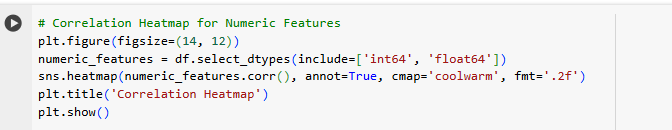 # Correlation Heatmap for Numeric Features
plt.figure(figsize=(14, 12))
numeric_features = df.select_dtypes(include=['int64', 'float64'])
sns.heatmap(numeric_features.corr(), annot=True, cmap='coolwarm', fmt='.2f')
plt.title('Correlation Heatmap')
plt.show()